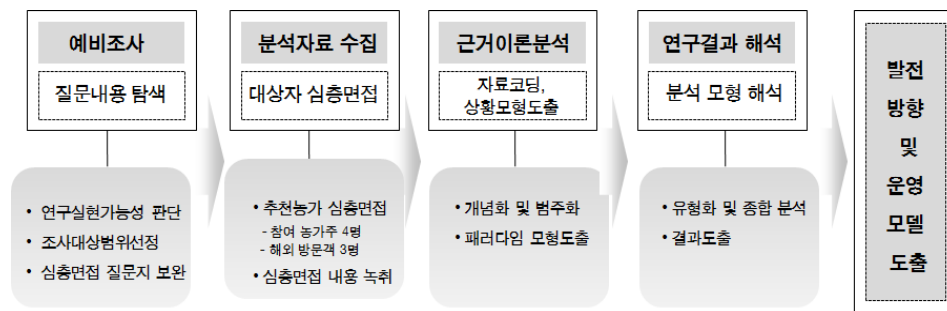 예비조사
질문내용 탐색
• 연구실현가능성 판단
• 조사대상범위선정
• 심층면접 질문지 보완
분석자료 수집
대상자 심층면접
• 추천농가 심층면접
- 참여 농가주 4명
- 해외 방문객 3명
• 심층면접 내용 녹취
근거이론분석
자료코딩,
상황모형도출
• 개념화 및 범주화
• 패러다임 모형도출
연구결과 해석
분석 모형 해석
• 유형화 및 종합 분석
• 결과도출
발전
방향
및
운영
모델
도출